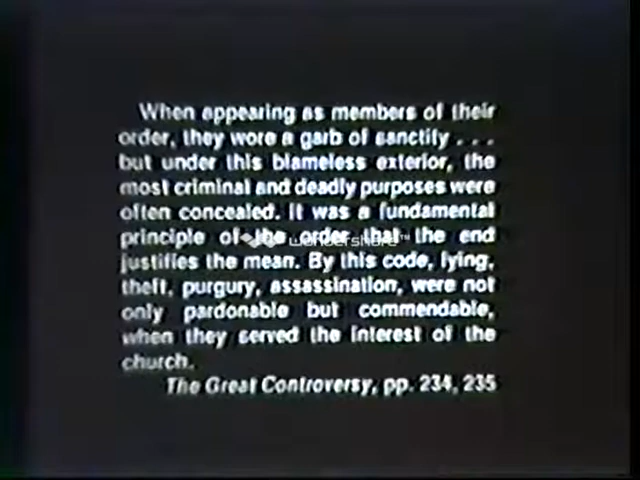 When appearing as members of their
order, they wore a garb of sanctity . . .
but under this blameless exterior, the
most criminal and deadly purposes were
often concealed. It was a fundamental
principle of the order that the end
justifies the mean. By this code, lying,
theft, purgury, assassination, were not
only pardonable but commendable,
when they served the interest of the
church.
The Great Controversy, pp. 234, 235
wondershare™